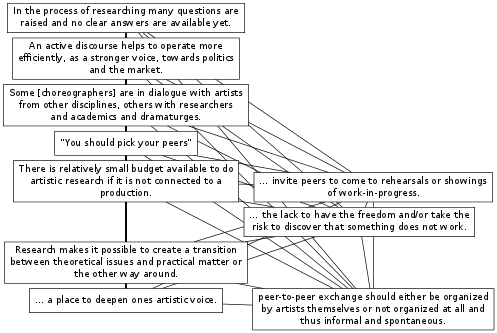 In the process of researching many questions are
raised and no clear answers are available yet.
An active discourse helps to operate more
efficiently, as a stronger voice, towards politics
and the market.
Some [choreographers] are in dialogue with artists
from other disciplines, others with researchers
and academics and dramaturges.
"You should pick your peers"
There is relatively small budget available to do
artistic research if it is not connected to a
production.
... invite peers to come to rehearsals or showings
of work-in-progress.
... the lack to have the freedom and/or take the
risk to discover that something does not work.
Research makes it possible to create a transition
between theoretical issues and practical matter or
the other way around.
... a place to deepen ones artistic voice.
peer-to-peer exchange should either be organized
by artists themselves or not organized at all and
thus informal and spontaneous.